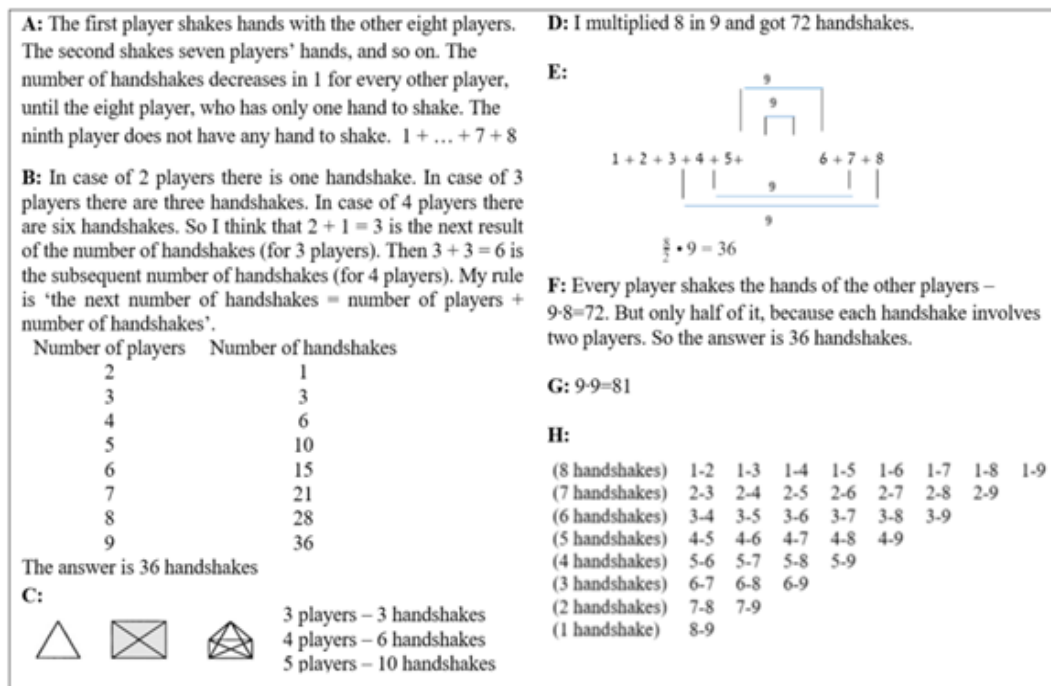 A: The first player shakes hands with the other eight players.
The second shakes seven players’ hands, and so on. The
number of handshakes decreases in 1 for every other player,
until the eight player, who has only one hand to shake. The
ninth player does not have any hand to shake. 1 + … + 7 + 8
B: In case of 2 players there is one handshake. In case of 3
players there are three handshakes. In case of 4 players there
are six handshakes. So I think that 2 + 1 = 3 is the next result
of the number of handshakes (for 3 players). Then 3 + 3 = 6 is
the subsequent number of handshakes (for 4 players). My rule
is ‘the next number of handshakes = number of players +
number of handshakes’.
Number of players Number of handshakes
2 1
3 3
4 6
5 10
6 15
7 21
8 28
9 36
The answer is 36 handshakes
C:
3 players – 3 handshakes
4 players – 6 handshakes
5 players – 10 handshakes
D: I multiplied 8 in 9 and got 72 handshakes.
E:
9
9
1 + 2 + 3 + 4 + 5+ 6 + 7 + 8
9
9
8/2 • 9 = 36
F: Every player shakes the hands of the other players –
9·8=72. But only half of it, because each handshake involves
two players. So the answer is 36 handshakes.
G: 9·9=81
H:
(8 handshakes) 1-2 1-3 1-4 1-5 1-6 1-7 1-8 1-9
(7 handshakes) 2-3 2-4 2-5 2-6 2-7 2-8 2-9
(6 handshakes) 3-4 3-5 3-6 3-7 3-8 3-9
(5 handshakes) 4-5 4-6 4-7 4-8 4-9
(4 handshakes) 5-6 5-7 5-8 5-9
(3 handshakes) 6-7 6-8 6-9
(2 handshakes) 7-8 7-9
(1 handshake) 8-9